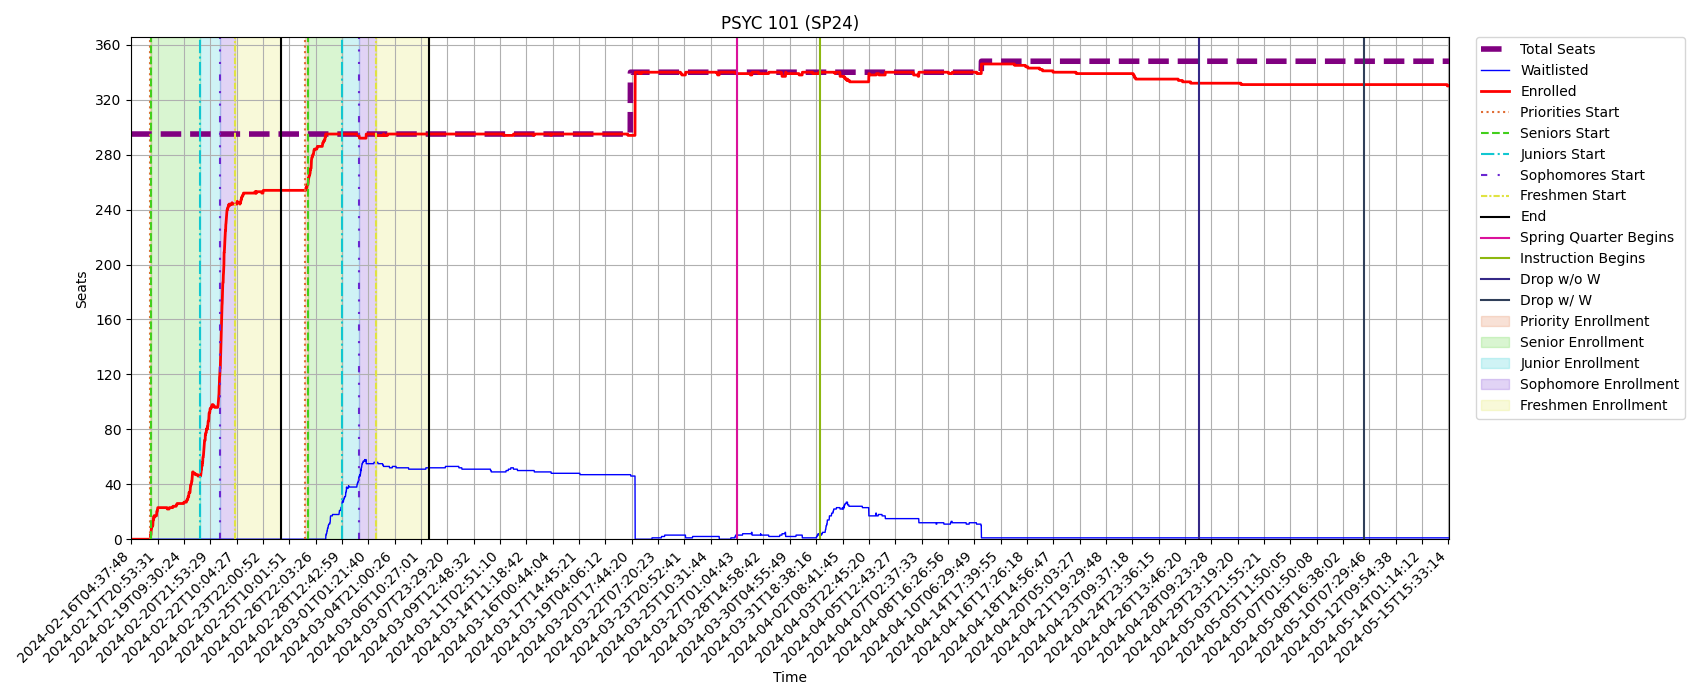 PSYC 101 (SP24)
360
320
280
240
200
160
120
80
40
0
Seats
2024-02-16T04:37:48
2024-02-17T20:53:31
2024-02-19T09:30:24
2024-02-20T21:53:29
2024-02-22T10:04:27
2024-02-23T22:00:52
2024-02-25T10:01:51
2024-02-26T22:03:26
2024-02-28T12:42:59
2024-03-01T01:21:40
2024-03-04T21:00:26
2024-03-06T10:27:01
2024-03-07T23:29:20
2024-03-09T12:48:32
2024-03-11T02:51:10
2024-03-14T11:18:42
2024-03-16T00:44:04
2024-03-17T14:45:21
2024-03-19T04:06:12
2024-03-20T17:44:20
2024-03-22T07:20:23
2024-03-23T20:52:41
2024-03-25T10:31:44
2024-03-27T01:04:43
2024-03-28T14:58:42
2024-03-30T04:55:49
2024-03-31T18:38:16
2024-04-02T08:41:45
2024-04-03T22:45:20
2024-04-05T12:43:27
2024-04-07T02:37:33
2024-04-08T16:26:56
2024-04-10T06:29:49
2024-04-14T17:39:55
2024-04-16T17:26:18
2024-04-18T14:56:47
2024-04-20T05:03:27
2024-04-21T19:29:48
2024-04-23T09:37:18
2024-04-24T23:36:15
2024-04-26T13:46:20
2024-04-28T09:23:28
2024-04-29T23:19:20
2024-05-03T21:55:21
2024-05-05T11:50:05
2024-05-07T01:50:08
2024-05-08T16:38:02
2024-05-10T07:29:46
2024-05-12T09:54:38
2024-05-14T01:14:12
2024-05-15T15:33:14
Time
Total Seats
Waitlisted
Enrolled
Priorities Start
Seniors Start
Juniors Start
Sophomores Start
Freshmen Start
End
Spring Quarter Begins
Instruction Begins
Drop w/o W
Drop w/ W
Priority Enrollment
Senior Enrollment
Junior Enrollment
Sophomore Enrollment
Freshmen Enrollment